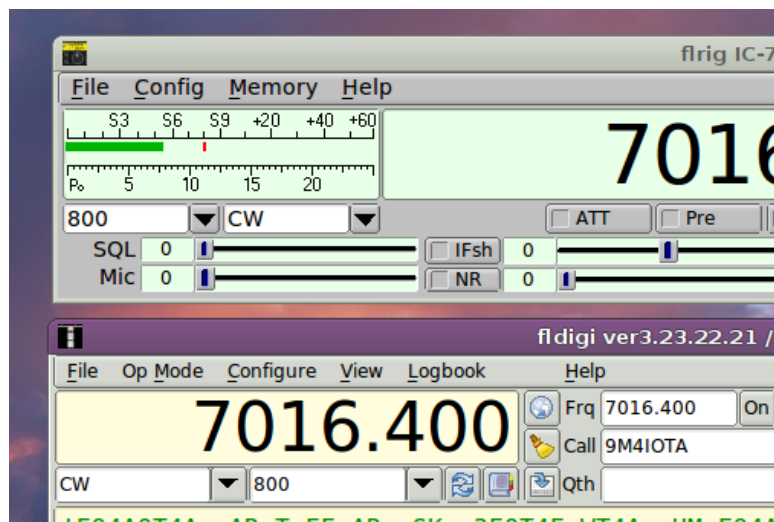 flrig IC-7
File Config Memory Help
S3 S6 S9 +20 +40 +60
7016
Po 5 10 15 20
800 CW ATT Pre
SQL 0 IFsh 0
Mic 0 NR 0
fldigi ver3.23.22.21 /
File Op Mode Configure View Logbook Help
7016.400 Frq 7016.400 On
Call 9M4IOTA
CW 800 Qth